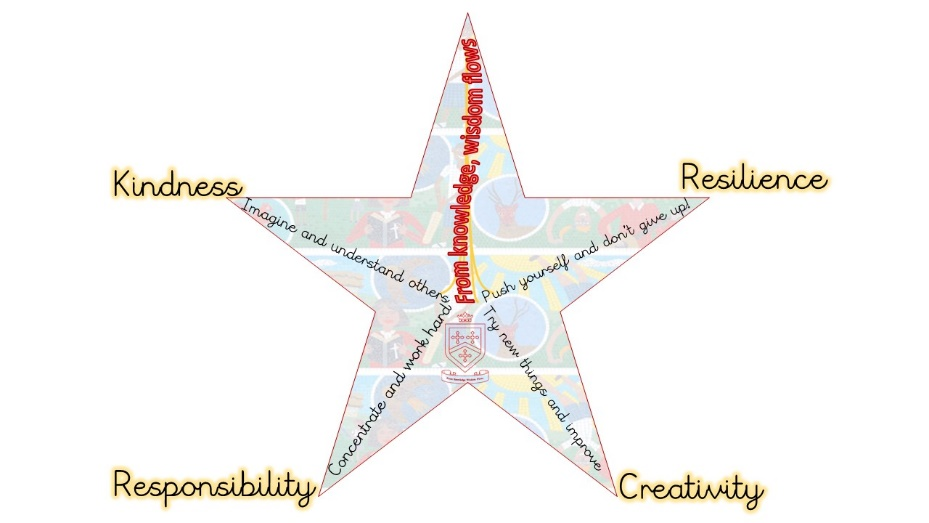 From knowledge, wisdom flows
Kindness
Resilience
Imagine and understand others
Push yourself and don't give up!
Concentrate and work hard
Try new things and improve
Responsibility
Creativity